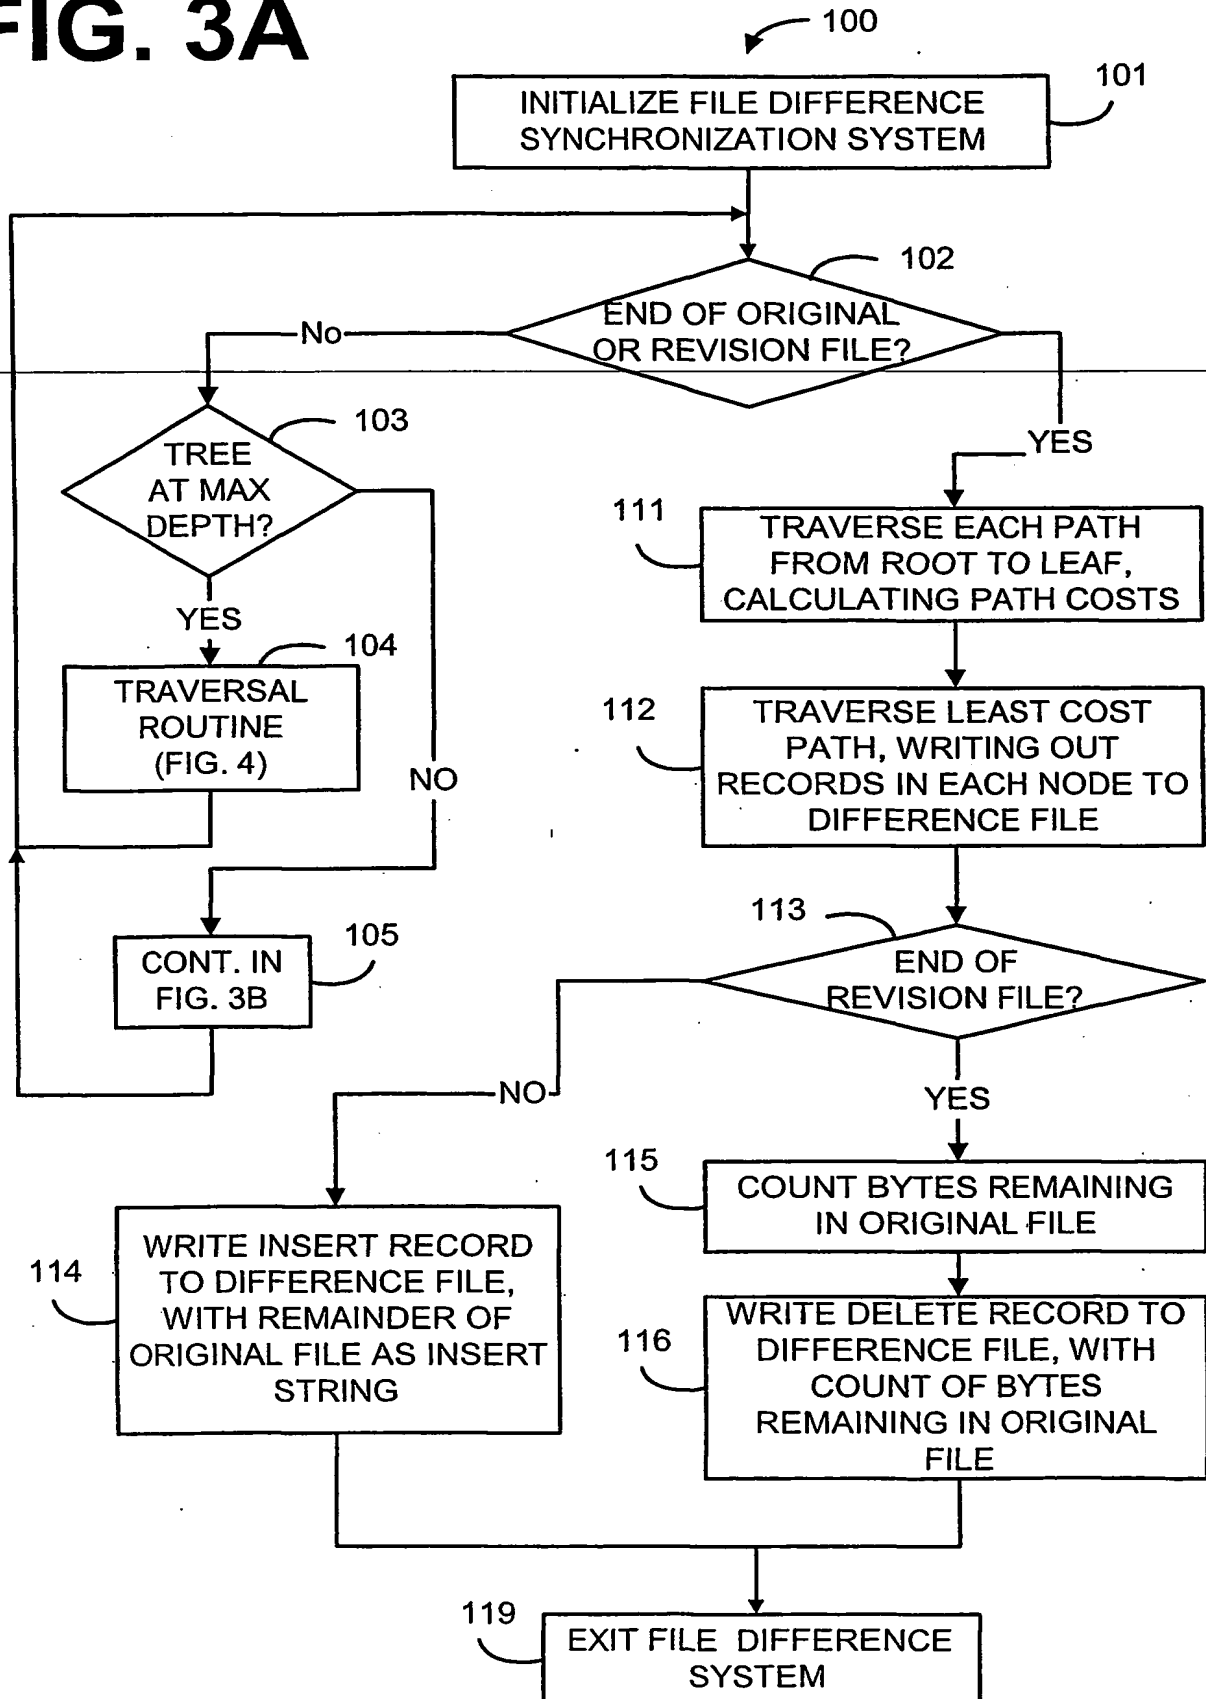 FIG. 3A
100
101
INITIALIZE FILE DIFFERENCE
SYNCHRONIZATION SYSTEM
102
END OF ORIGINAL
OR REVISION FILE?
No
YES
103
TREE
AT MAX
DEPTH?
YES
NO
104
TRAVERSAL
ROUTINE
(FIG. 4)
105
CONT. IN
FIG. 3B
111
TRAVERSE EACH PATH
FROM ROOT TO LEAF,
CALCULATING PATH COSTS
112
TRAVERSE LEAST COST
PATH, WRITING OUT
RECORDS IN EACH NODE TO
DIFFERENCE FILE
113
END OF
REVISION FILE?
NO
YES
114
WRITE INSERT RECORD
TO DIFFERENCE FILE,
WITH REMAINDER OF
ORIGINAL FILE AS INSERT
STRING
115
COUNT BYTES REMAINING
IN ORIGINAL FILE
116
WRITE DELETE RECORD TO
DIFFERENCE FILE, WITH
COUNT OF BYTES
REMAINING IN ORIGINAL
FILE
119
EXIT FILE DIFFERENCE
SYSTEM